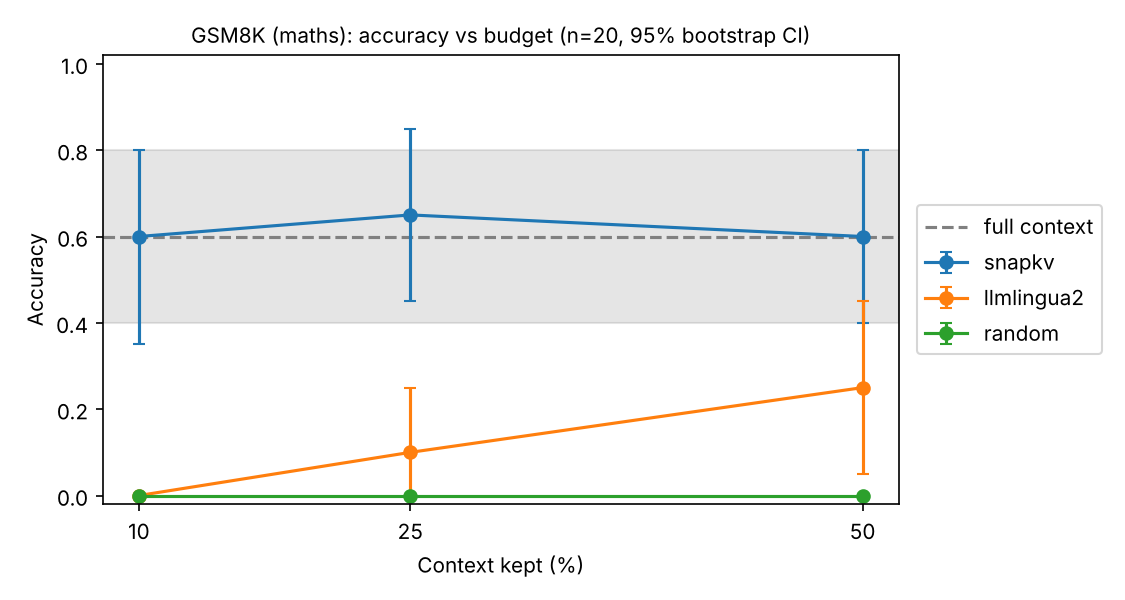 GSM8K (maths): accuracy vs budget (n=20, 95% bootstrap CI)
1.0
0.8
0.6
0.4
0.2
0.0
Accuracy
10
25
50
Context kept (%)
full context
snapkv
llmlingua2
random